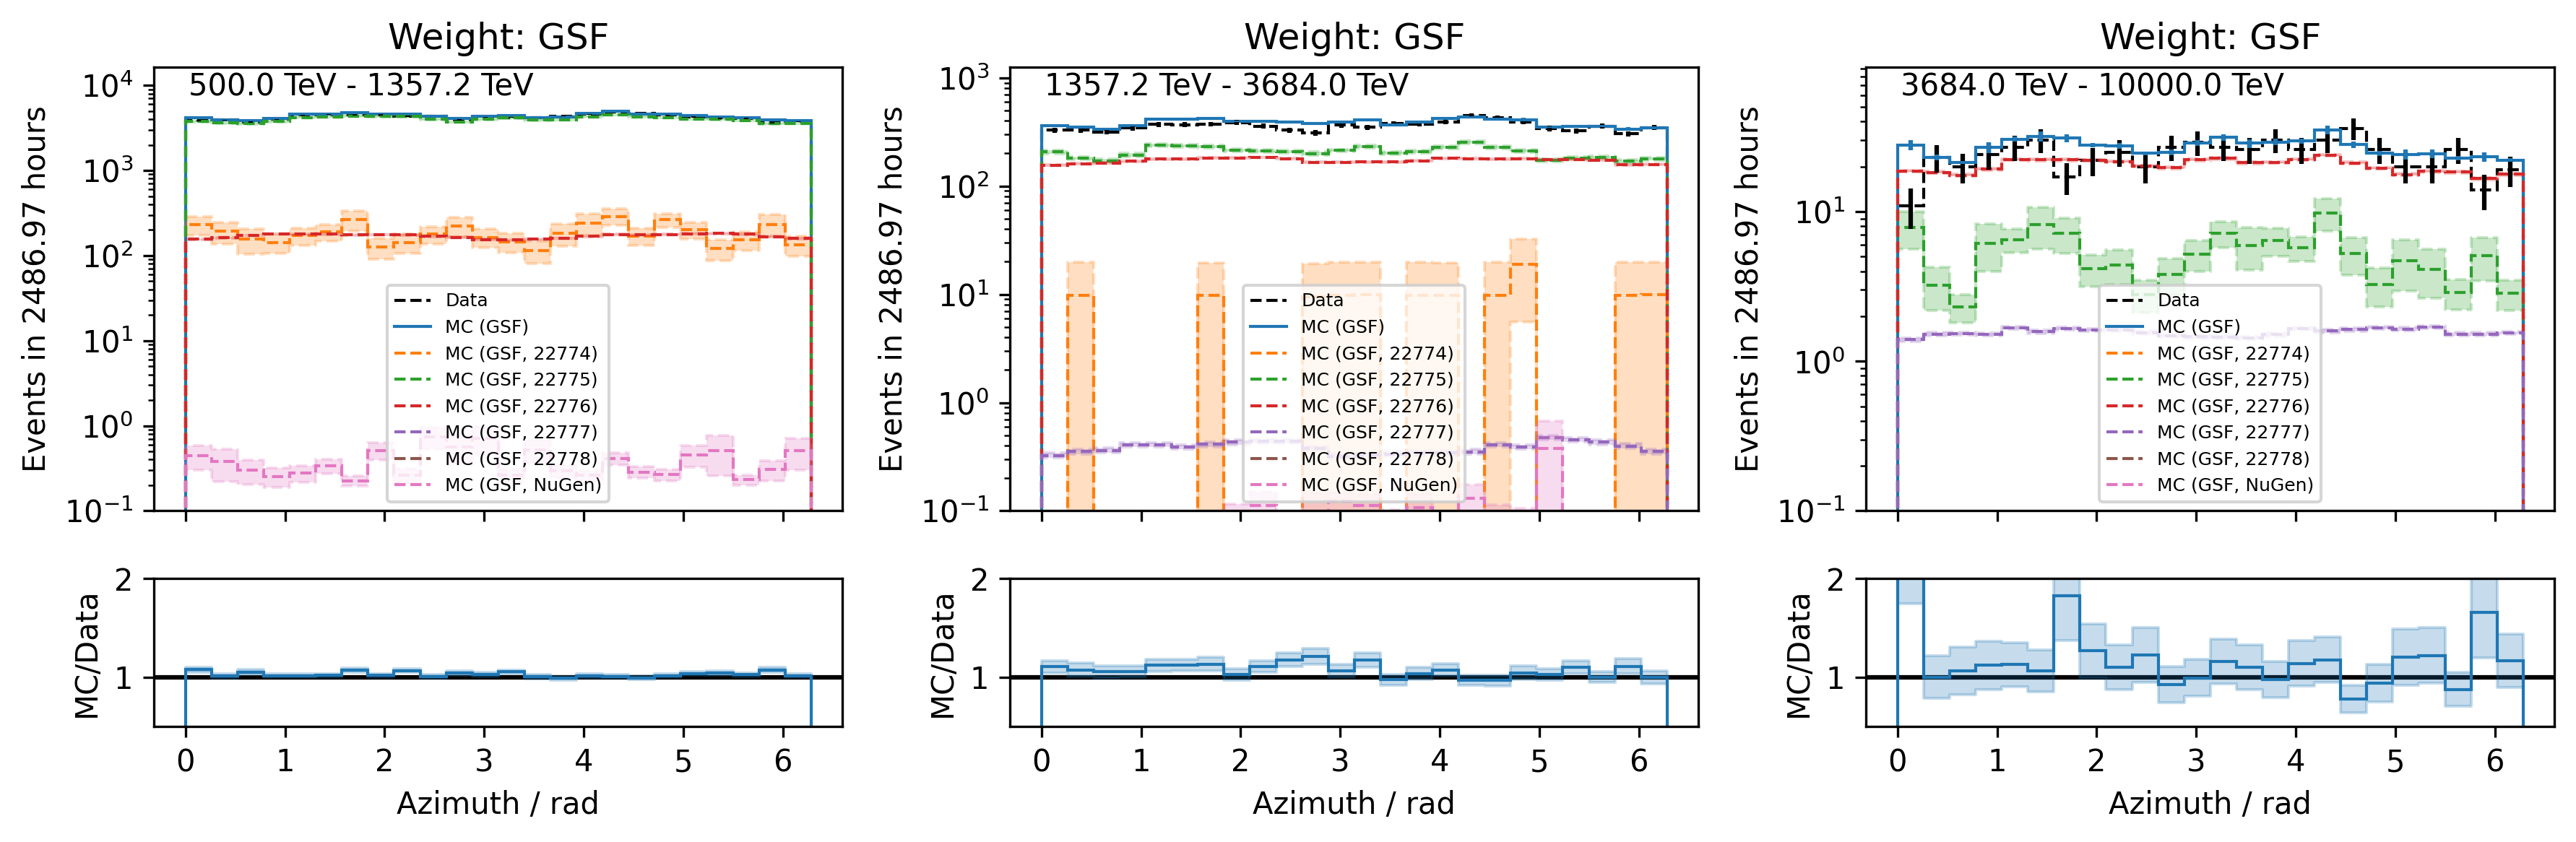 Weight: GSF
500.0 TeV - 1357.2 TeV
Events in 2486.97 hours
10⁴
10³
10²
10¹
10⁰
10⁻¹
Data
MC (GSF)
MC (GSF, 22774)
MC (GSF, 22775)
MC (GSF, 22776)
MC (GSF, 22777)
MC (GSF, 22778)
MC (GSF, NuGen)
MC/Data
2
1
0 1 2 3 4 5 6
Azimuth / rad
Weight: GSF
1357.2 TeV - 3684.0 TeV
Events in 2486.97 hours
10³
10²
10¹
10⁰
10⁻¹
Data
MC (GSF)
MC (GSF, 22774)
MC (GSF, 22775)
MC (GSF, 22776)
MC (GSF, 22777)
MC (GSF, 22778)
MC (GSF, NuGen)
MC/Data
2
1
0 1 2 3 4 5 6
Azimuth / rad
Weight: GSF
3684.0 TeV - 10000.0 TeV
Events in 2486.97 hours
10¹
10⁰
10⁻¹
Data
MC (GSF)
MC (GSF, 22774)
MC (GSF, 22775)
MC (GSF, 22776)
MC (GSF, 22777)
MC (GSF, 22778)
MC (GSF, NuGen)
MC/Data
2
1
0 1 2 3 4 5 6
Azimuth / rad